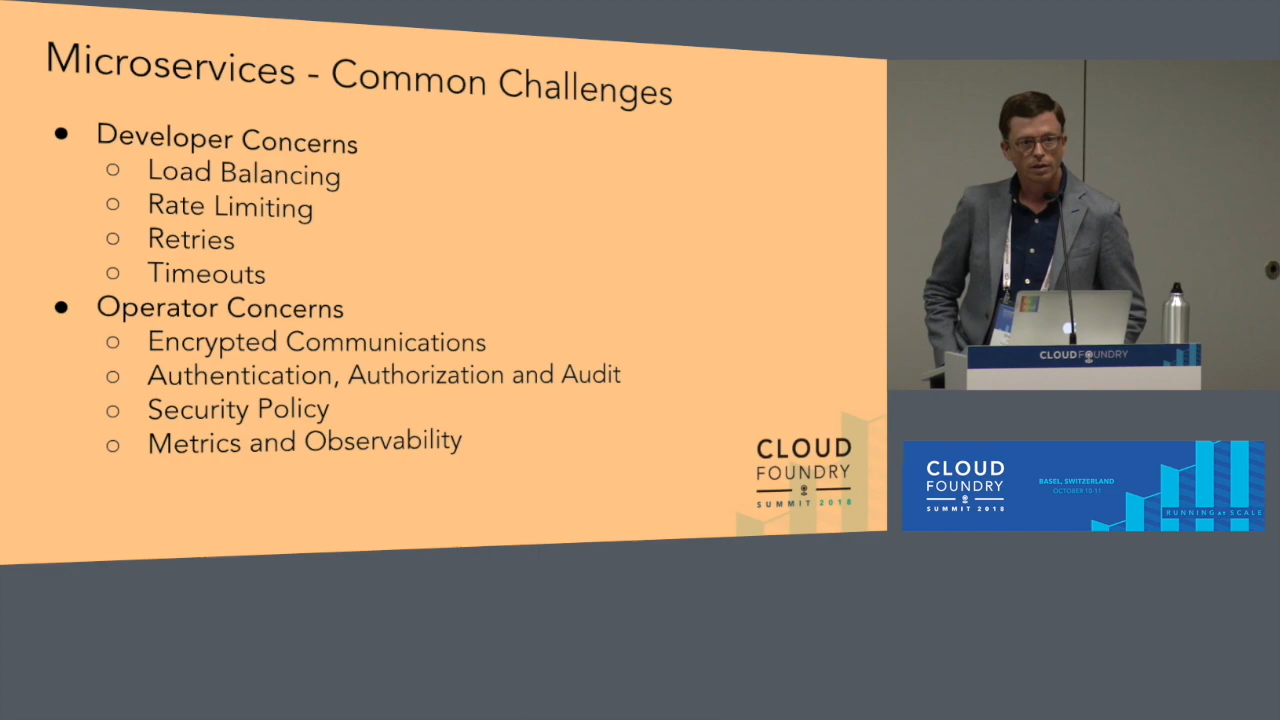 Microservices - Common Challenges
● Developer Concerns
○ Load Balancing
○ Rate Limiting
○ Retries
○ Timeouts
● Operator Concerns
○ Encrypted Communications
○ Authentication, Authorization and Audit
○ Security Policy
○ Metrics and Observability
CLOUD
FOUNDRY
SUMMIT 2018
CLOUDFOUNDRY
CLOUD
FOUNDRY
SUMMIT 2018
BASEL, SWITZERLAND
OCTOBER 10-11
RUNNING at SCALE